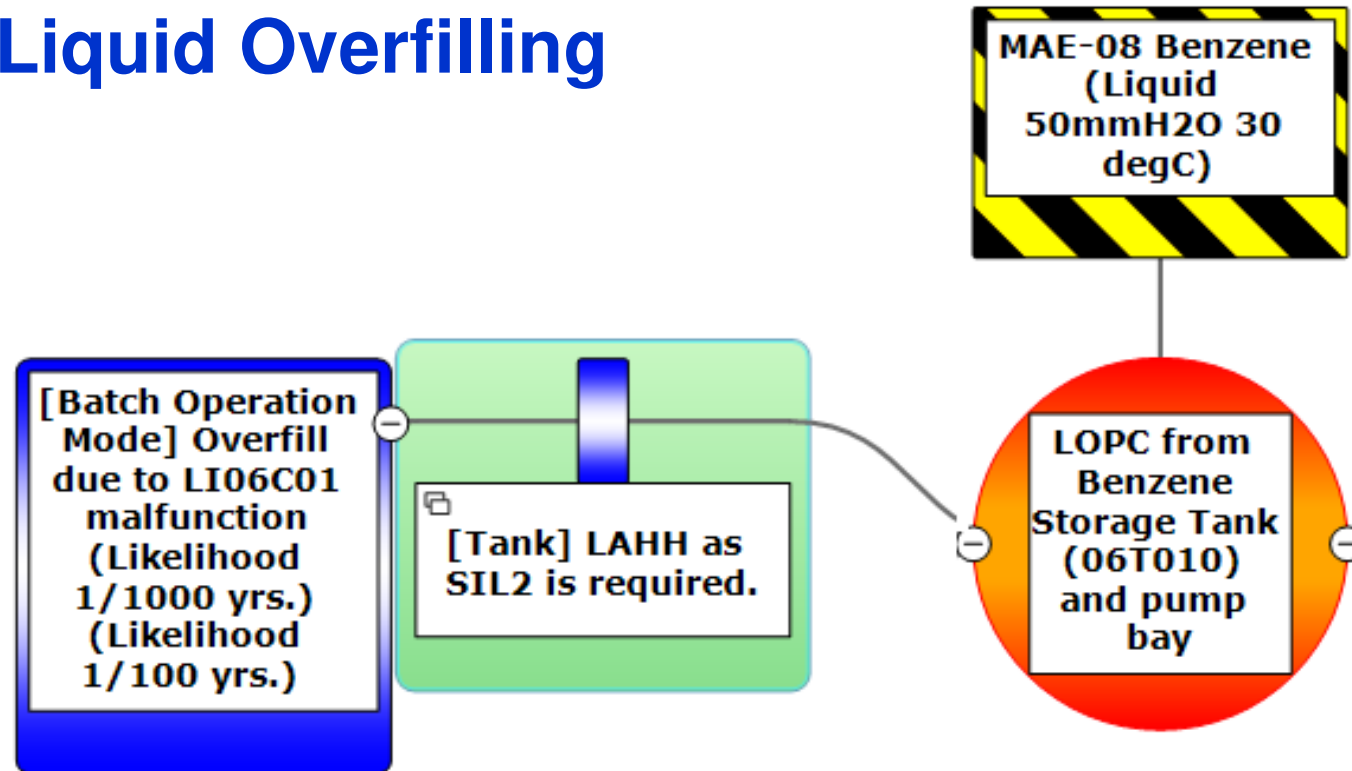 Liquid Overfilling
MAE-08 Benzene
(Liquid
50mmH2O 30
degC)
[Batch Operation
Mode] Overfill
due to LI06C01
malfunction
(Likelihood
1/1000 yrs.)
(Likelihood
1/100 yrs.)
[Tank] LAHH as
SIL2 is required.
LOPC from
Benzene
Storage Tank
(06T010)
and pump
bay